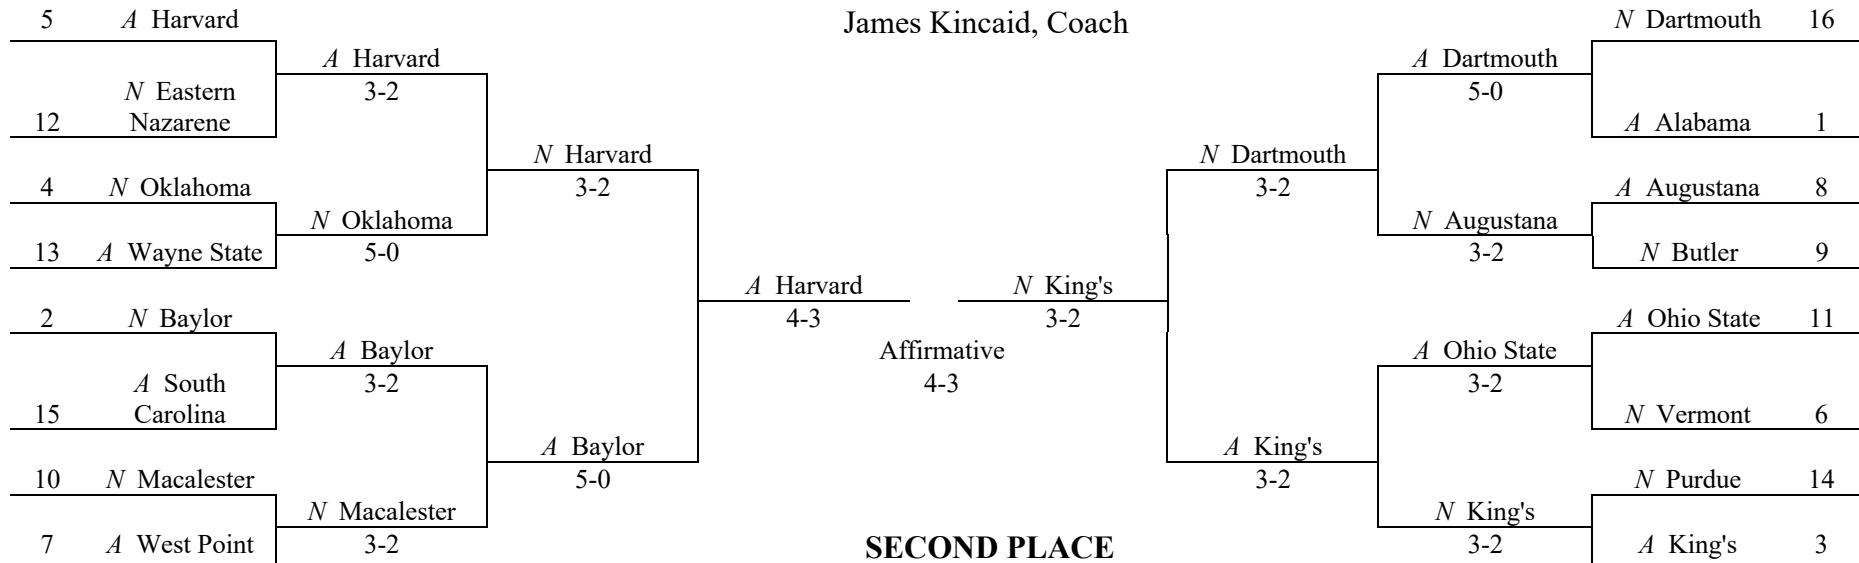 5 A Harvard
James Kincaid, Coach
N Dartmouth 16
A Harvard
3-2
A Dartmouth
5-0
N Eastern
12 Nazarene
A Alabama 1
N Harvard
3-2
N Dartmouth
3-2
4 N Oklahoma
A Augustana 8
N Oklahoma
5-0
N Augustana
3-2
13 A Wayne State
N Butler 9
A Harvard
4-3
N King's
3-2
2 N Baylor
A Ohio State 11
Affirmative
4-3
A Baylor
3-2
A Ohio State
3-2
A South
15 Carolina
N Vermont 6
A Baylor
5-0
A King's
3-2
10 N Macalester
N Purdue 14
N Macalester
3-2
N King's
3-2
7 A West Point
SECOND PLACE
A King's 3